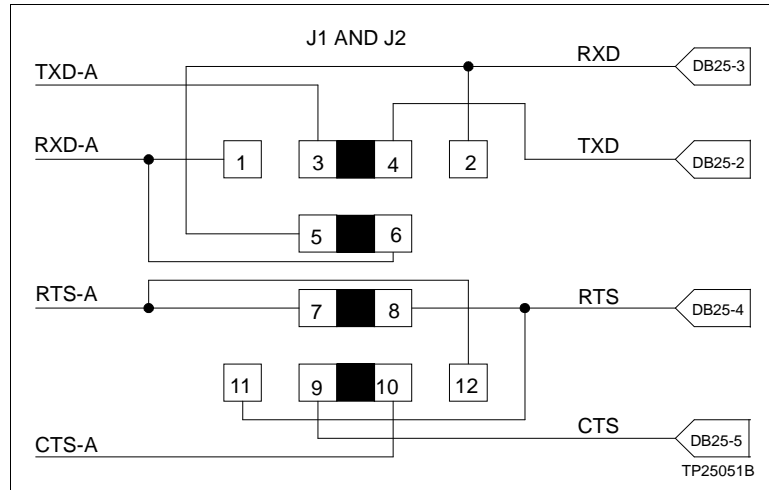 J1 AND J2
TXD-A
RXD
DB25-3
RXD-A
1
3
4
2
TXD
DB25-2
5
6
RTS-A
7
8
RTS
DB25-4
11
9
10
12
CTS-A
CTS
DB25-5
TP25051B